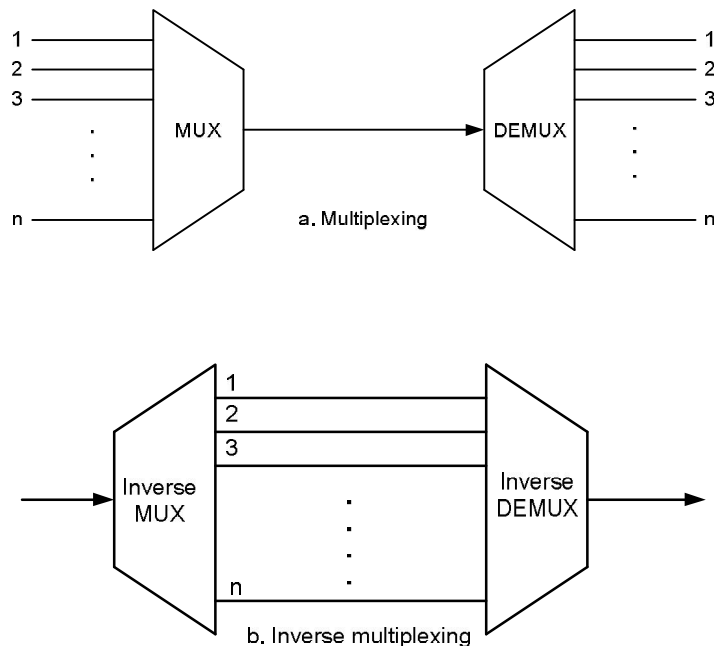 1
2
3
n
MUX
DEMUX
1
2
3
n
a. Multiplexing
Inverse
MUX
1
2
3
n
Inverse
DEMUX
b. Inverse multiplexing